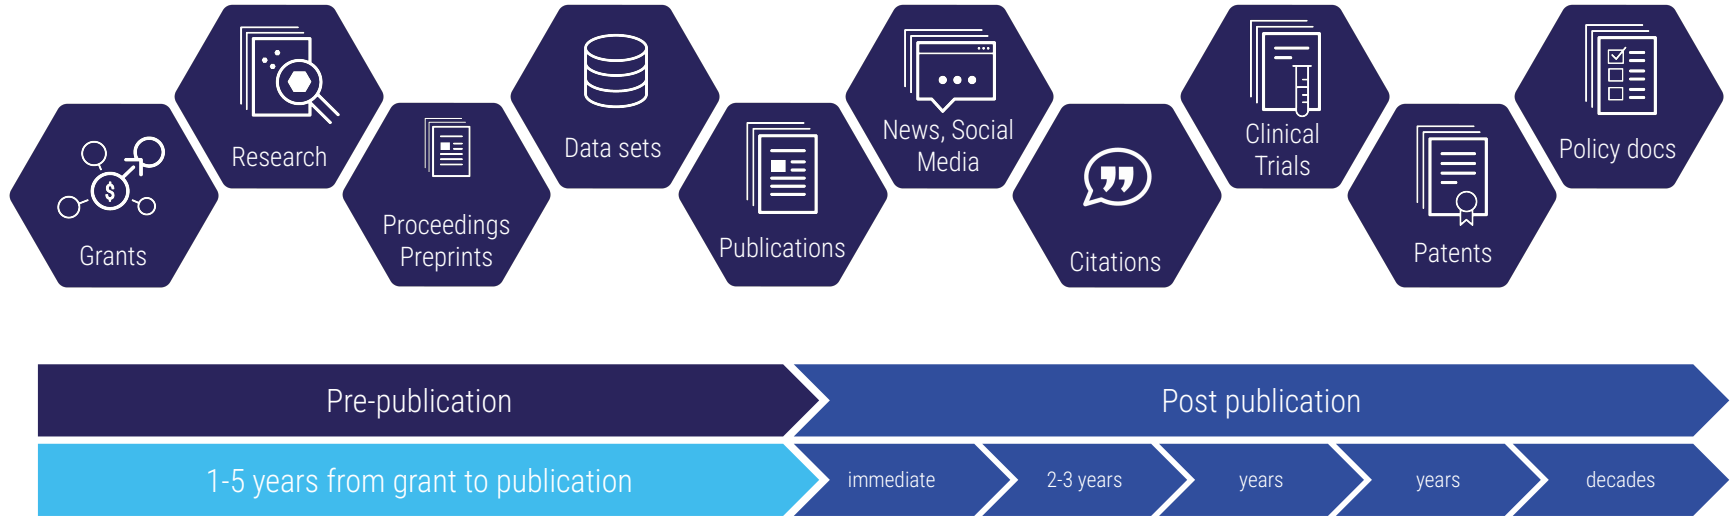 Grants
Research
Proceedings
Preprints
Data sets
Publications
News, Social
Media
Citations
Clinical
Trials
Patents
Policy docs
Pre-publication
Post publication
1-5 years from grant to publication
immediate
2-3 years
years
years
decades